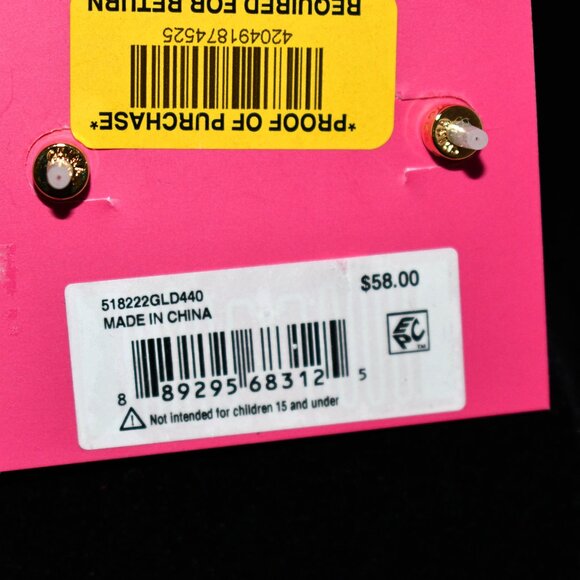 *PROOF OF PURCHASE*
420491874525
REQUIRED FOR RETURN
518222GLD440
$58.00
MADE IN CHINA
EPC
TM
8 89295 68312 5
Not intended for children 15 and under